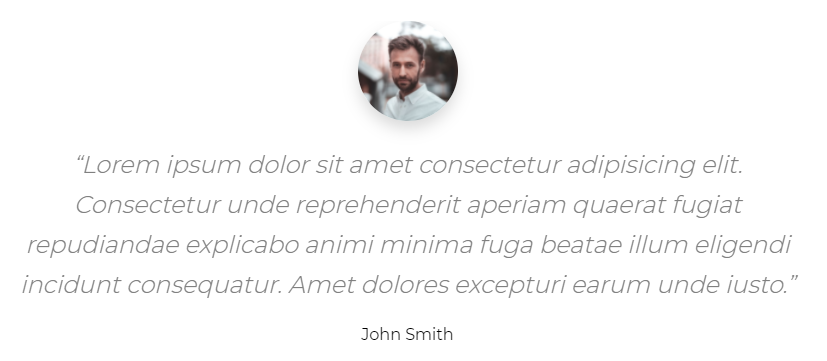 “Lorem ipsum dolor sit amet consectetur adipisicing elit.
Consectetur unde reprehenderit aperiam quaerat fugiat
repudiandae explicabo animi minima fuga beatae illum eligendi
incidunt consequatur. Amet dolores excepturi earum unde iusto.”
John Smith